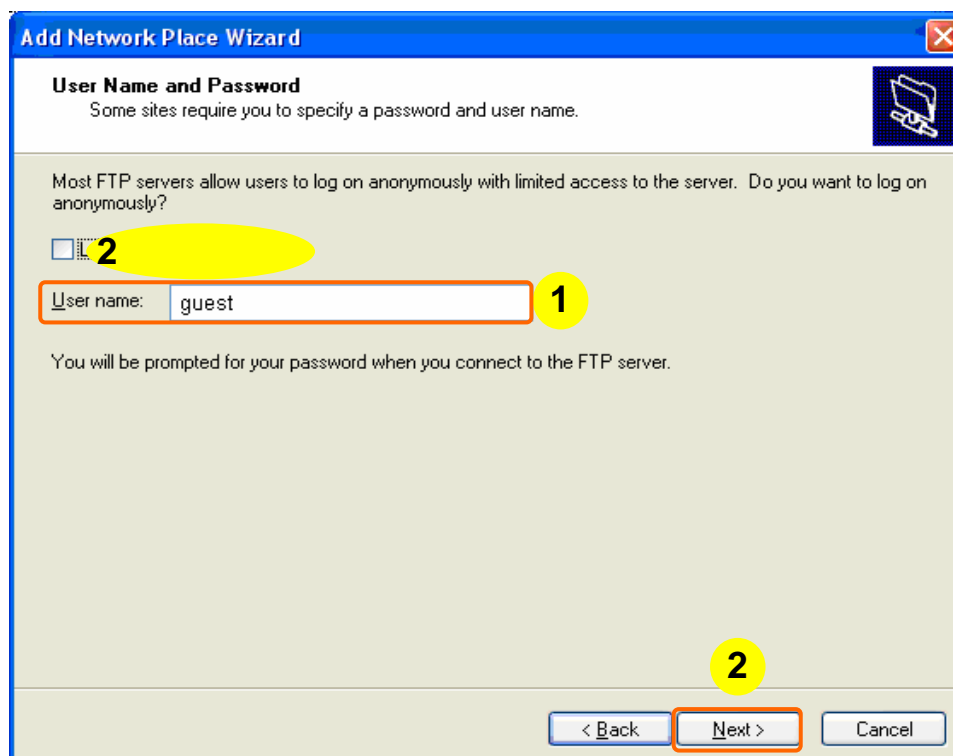 Add Network Place Wizard
User Name and Password
Some sites require you to specify a password and user name.
Most FTP servers allow users to log on anonymously with limited access to the server. Do you want to log on
anonymously?
2
User name: guest 1
You will be prompted for your password when you connect to the FTP server.
2
< Back Next > Cancel